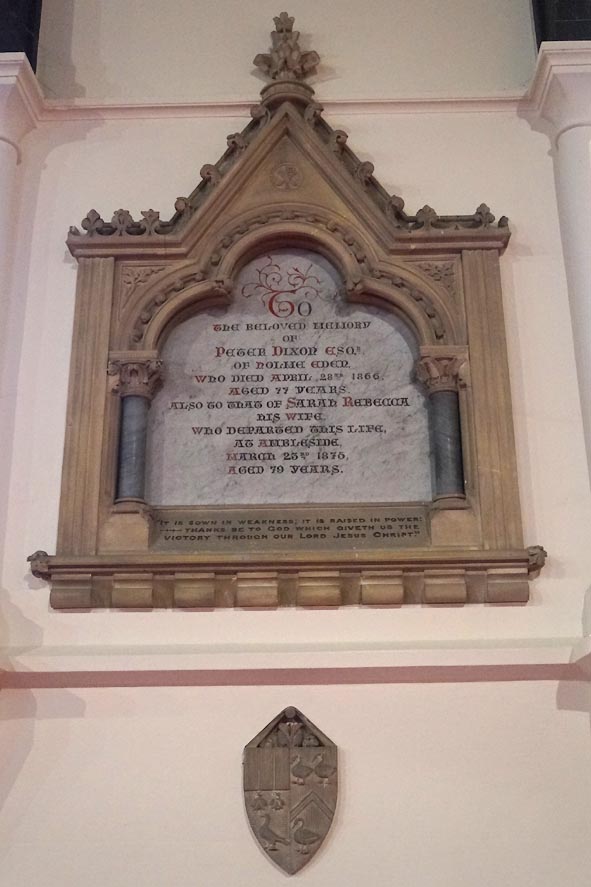 To
THE BELOVED MEMORY
OF
PETER DIXON ESQRE
OF HOLME EDEN,
WHO DIED APRIL 28TH 1866,
AGED 77 YEARS.
ALSO TO THAT OF SARAH REBECCA
HIS WIFE,
WHO DEPARTED THIS LIFE,
AT AMBLESIDE,
MARCH 25TH 1875,
AGED 79 YEARS.
"IT IS SOWN IN WEAKNESS; IT IS RAISED IN POWER:
THANKS BE TO GOD WHICH GIVETH US THE
VICTORY THROUGH OUR LORD JESUS CHRIST."